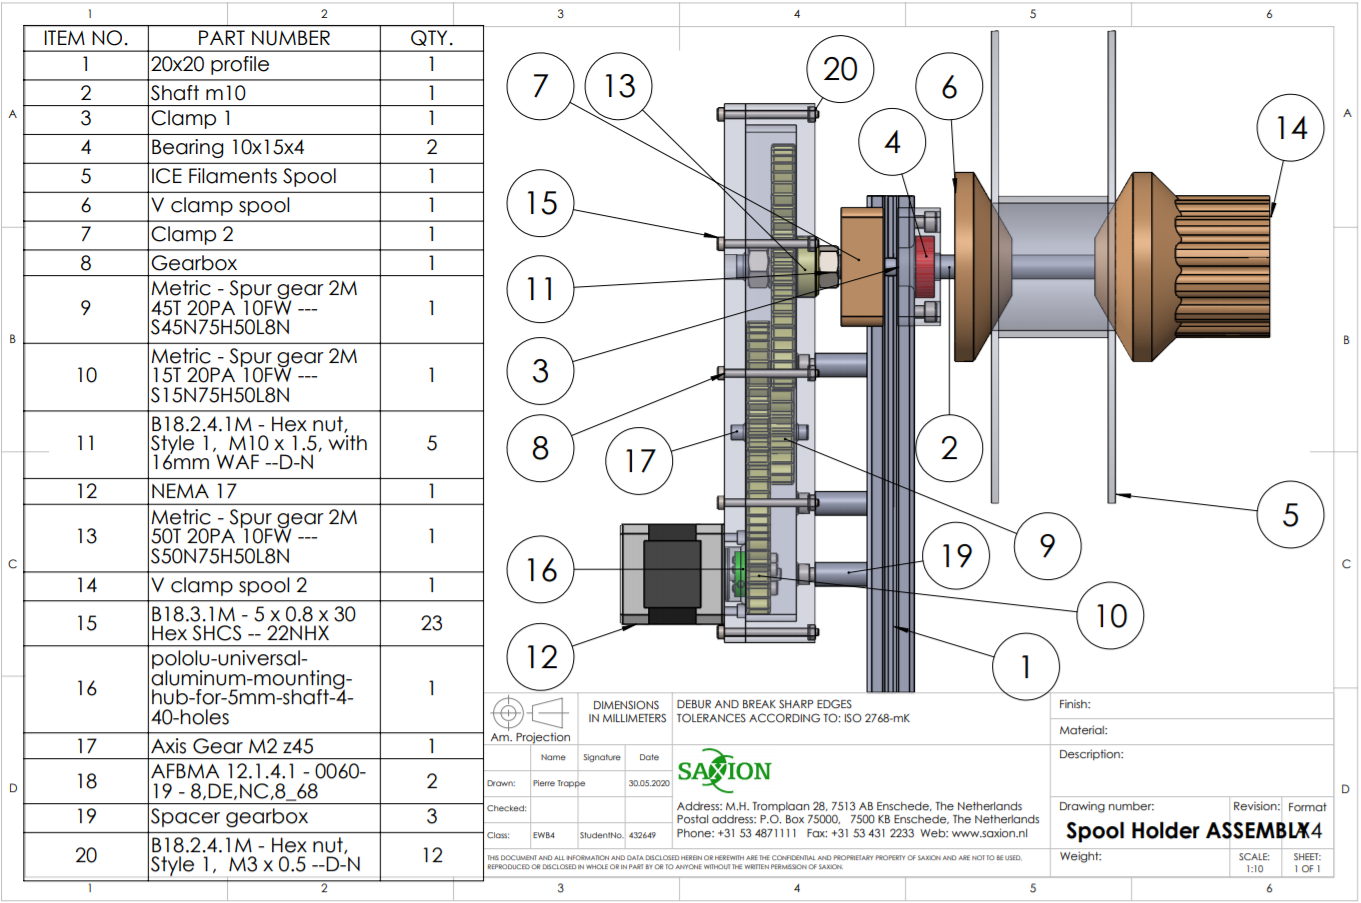 1 2 3 4 5 6
ITEM NO. PART NUMBER QTY.
1 20x20 profile 1
2 Shaft m10 1
3 Clamp 1 1
4 Bearing 10x15x4 2
5 ICE Filaments Spool 1
6 V clamp spool 1
7 Clamp 2 1
8 Gearbox 1
9 Metric - Spur gear 2M
45T 20PA 10FW ---
S45N75H50L8N
1
10 Metric - Spur gear 2M
15T 20PA 10FW ---
S15N75H50L8N
1
11 B18.2.4.1M - Hex nut,
Style 1, M10 x 1.5, with
16mm WAF --D-N
5
12 NEMA 17 1
13 Metric - Spur gear 2M
50T 20PA 10FW ---
S50N75H50L8N
1
14 V clamp spool 2 1
15 B18.3.1M - 5 x 0.8 x 30
Hex SHCS -- 22NHX
23
16 pololu-universal-
aluminum-mounting-
hub-for-5mm-shaft-4-
40-holes
1
17 Axis Gear M2 z45 1
18 AFBMA 12.1.4.1 - 0060-
19 - 8,DE,NC,8_68
2
19 Spacer gearbox 3
20 B18.2.4.1M - Hex nut,
Style 1, M3 x 0.5 --D-N
12
A
B
C
D
7
13
20
6
4
14
15
11
3
8
17
2
5
9
19
16
10
12
1
A
B
C
D
Am. Projection
DIMENSIONS
IN MILLIMETERS
DEBUR AND BREAK SHARP EDGES
TOLERANCES ACCORDING TO: ISO 2768-mK
Name Signature Date
Drawn: Pierre Trappe 30.05.2020
Checked:
Class: EWB4 StudentNo. 432649
SAXION
Address: M.H. Tromplaan 28, 7513 AB Enschede, The Netherlands
Postal address: P.O. Box 75000, 7500 KB Enschede, The Netherlands
Phone: +31 53 4871111 Fax: +31 53 431 2233 Web: www.saxion.nl
THIS DOCUMENT AND ALL INFORMATION AND DATA DISCLOSED HEREIN OR HEREWITH ARE THE CONFIDENTIAL AND PROPRIETARY PROPERTY OF SAXION AND ARE NOT TO BE USED,
REPRODUCED OR DISCLOSED IN WHOLE OR IN PART BY OR TO ANYONE WITHOUT THE WRITTEN PERMISSION OF SAXION.
Finish:
Material:
Description:
Drawing number: Revision: Format
Spool Holder ASSEMBLY A4
Weight:
SCALE:
1:10
SHEET:
1 OF 1
1 2 3 4 5 6